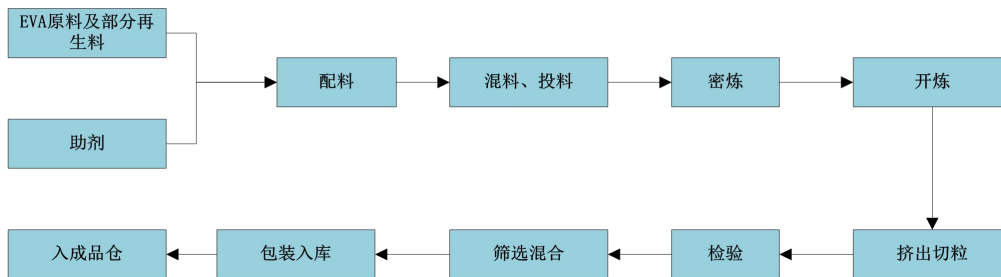 EVA原料及部分再
生料
助剂
配料
混料、投料
密炼
开炼
挤出切粒
检验
筛选混合
包装入库
入成品仓